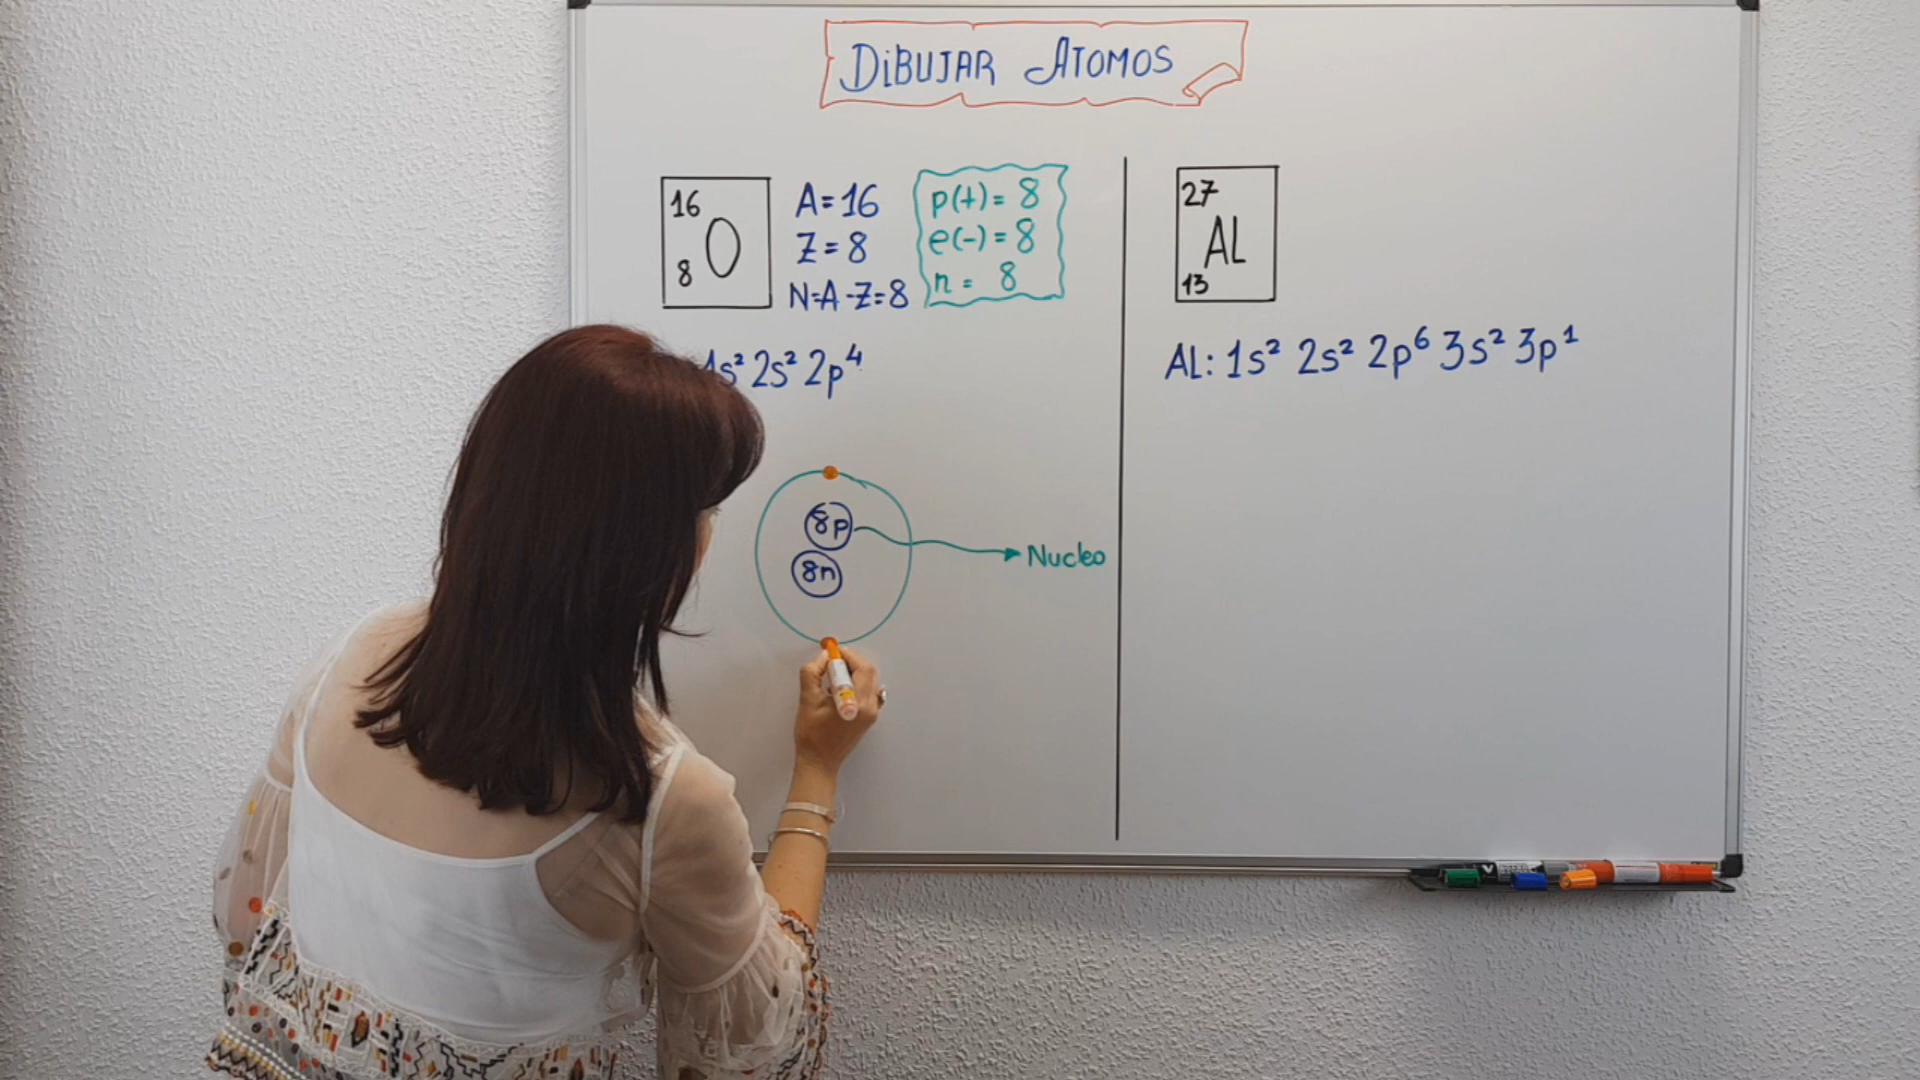 DiBUJAR ATOMOS
16
O
8
A=16
Z=8
N=A-Z=8
p(+)= 8
e(-)=8
n= 8
1s² 2s² 2p⁴
8p
8n
Nucleo
27
AL
13
AL: 1s² 2s² 2p⁶ 3s² 3p¹